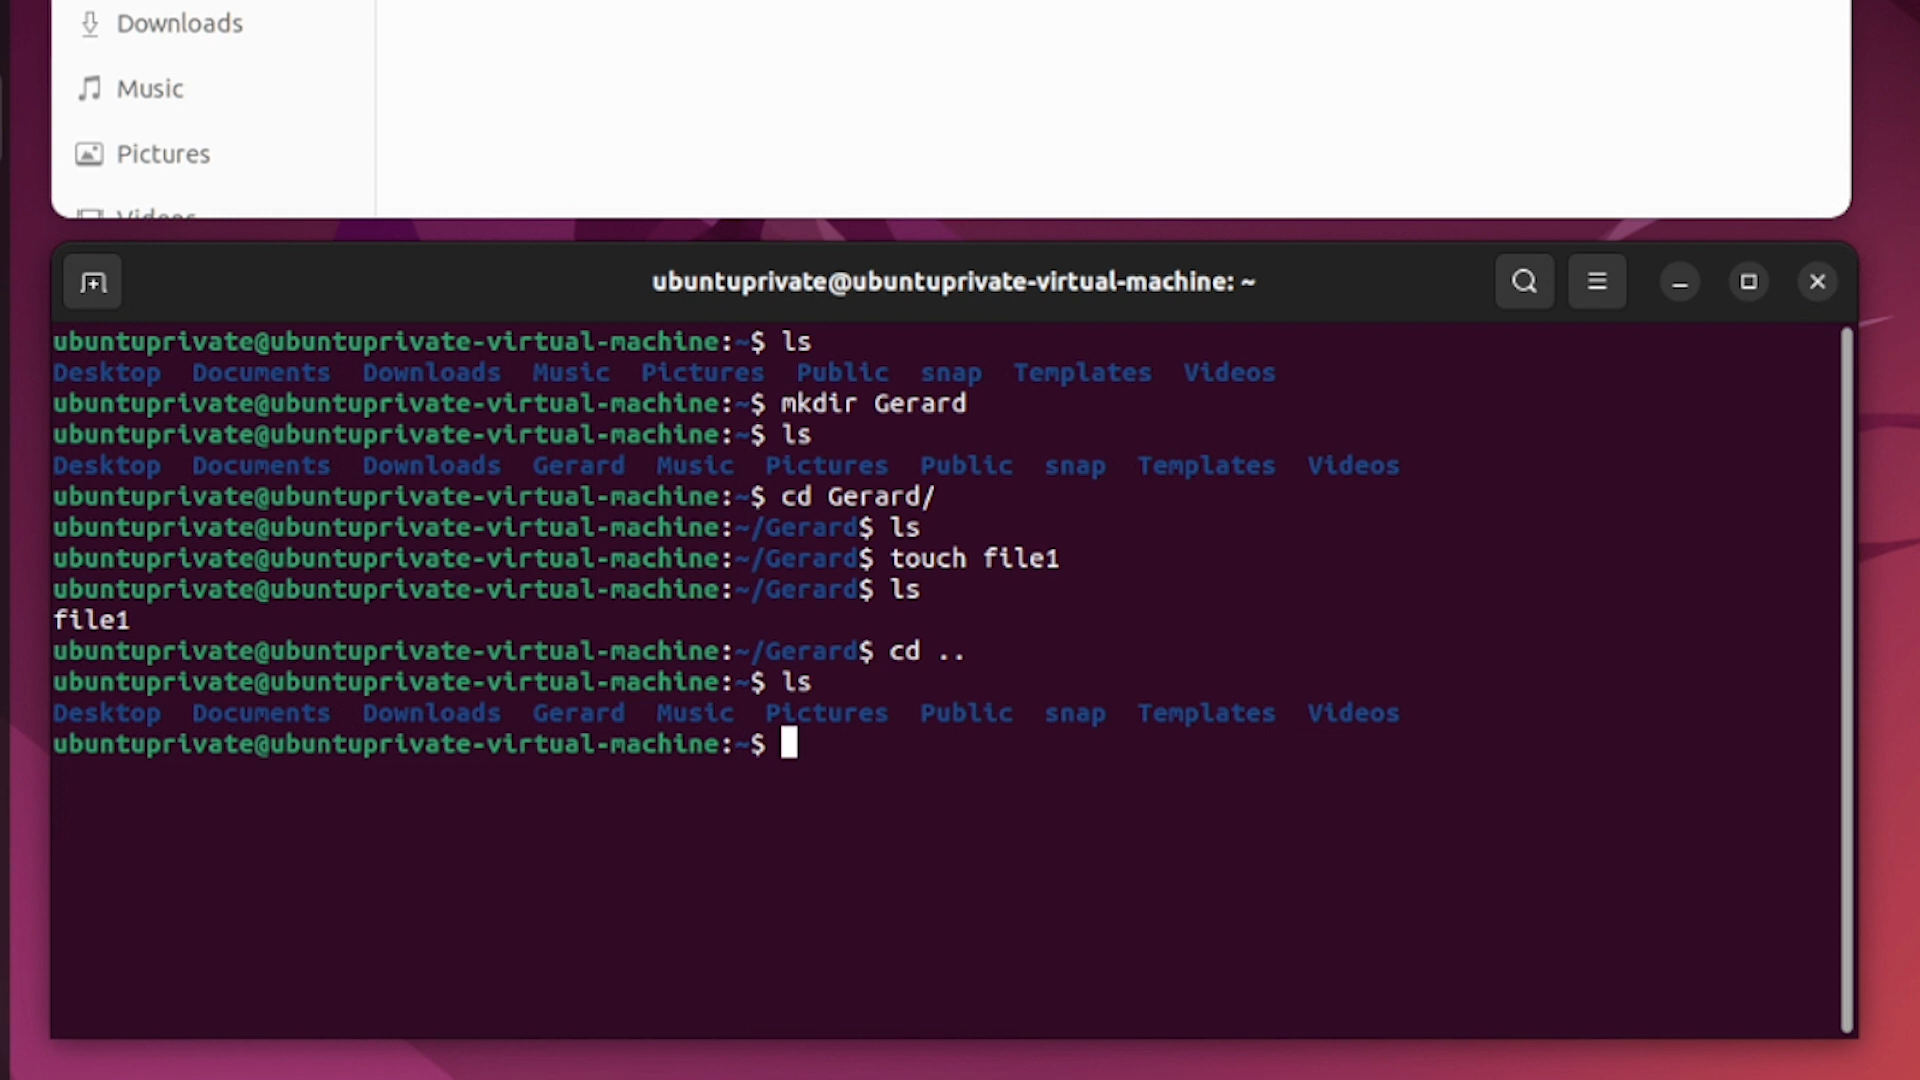 Downloads
Music
Pictures
Videos
ubuntuprivate@ubuntuprivate-virtual-machine: ~
ubuntuprivate@ubuntuprivate-virtual-machine:~$ ls
Desktop Documents Downloads Music Pictures Public snap Templates Videos
ubuntuprivate@ubuntuprivate-virtual-machine:~$ mkdir Gerard
ubuntuprivate@ubuntuprivate-virtual-machine:~$ ls
Desktop Documents Downloads Gerard Music Pictures Public snap Templates Videos
ubuntuprivate@ubuntuprivate-virtual-machine:~$ cd Gerard/
ubuntuprivate@ubuntuprivate-virtual-machine:~/Gerard$ ls
ubuntuprivate@ubuntuprivate-virtual-machine:~/Gerard$ touch file1
ubuntuprivate@ubuntuprivate-virtual-machine:~/Gerard$ ls
file1
ubuntuprivate@ubuntuprivate-virtual-machine:~/Gerard$ cd ..
ubuntuprivate@ubuntuprivate-virtual-machine:~$ ls
Desktop Documents Downloads Gerard Music Pictures Public snap Templates Videos
ubuntuprivate@ubuntuprivate-virtual-machine:~$